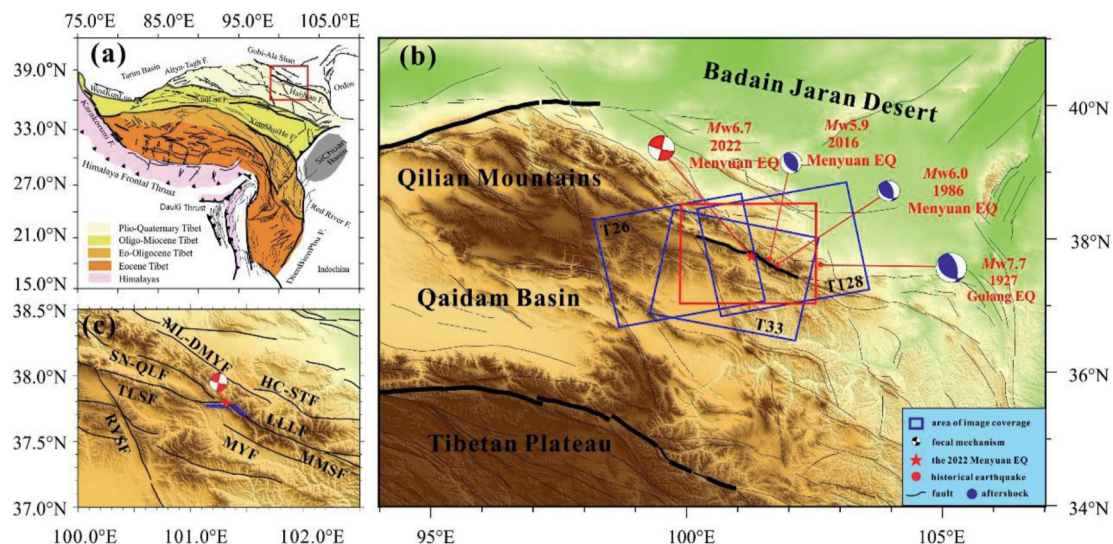 75.0°E 85.0°E 95.0°E 105.0°E
(a)
39.0°N
33.0°N
27.0°N
21.0°N
15.0°N
Gobi-Ala Shan
Tarim Basin
Altyn-Tagh F.
Ordos
Haiyuan F.
WestKunLun
KunLun F.
XianShuiHe F.
Karakorum F.
SiChuan
Basin
Himalaya Frontal Thrust
DauKi Thrust
Red River F.
DienBienPhu F.
Indochina
Plio-Quaternary Tibet
Oligo-Miocene Tibet
Eo-Oligocene Tibet
Eocene Tibet
Himalayas
(b)
Badain Jaran Desert
Mw6.7
2022
Menyuan EQ
Mw5.9
2016
Menyuan EQ
Mw6.0
1986
Menyuan EQ
Mw7.7
1927
Gulang EQ
Qilian Mountains
Qaidam Basin
Tibetan Plateau
T26
T128
T33
40°N
38°N
36°N
34°N
95°E 100°E 105°E
area of image coverage
focal mechanism
the 2022 Menyuan EQ
historical earthquake
fault aftershock
(c)
38.5°N
38.0°N
37.5°N
37.0°N
ML-DMYF
SN-QLF
HC-STF
TLSF
LLLF
RYSF
MYF
MMSF
100.0°E 101.0°E 102.0°E